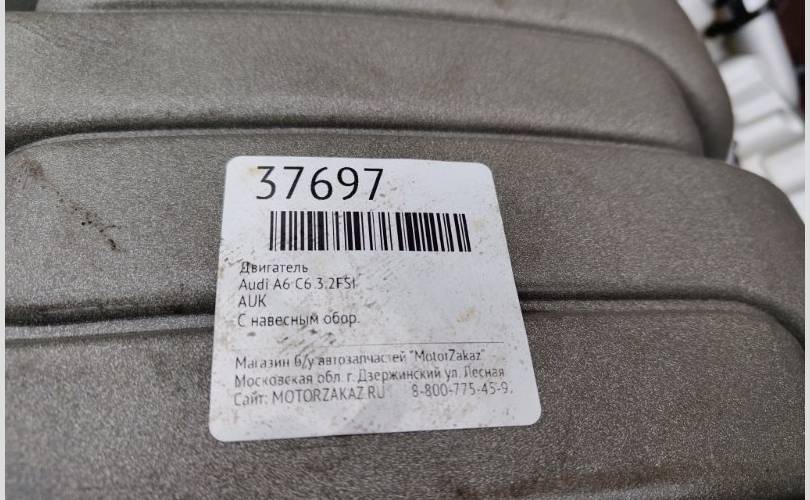 37697
Двигатель
Audi A6 C6 3.2FSI
AUK
С навесным обор.
Магазин б/у автозапчастей "MotorZakaz"
Московская обл. г. Дзержинский ул. Лесная
Сайт: MOTORZAKAZ.RU 8-800-775-45-9.